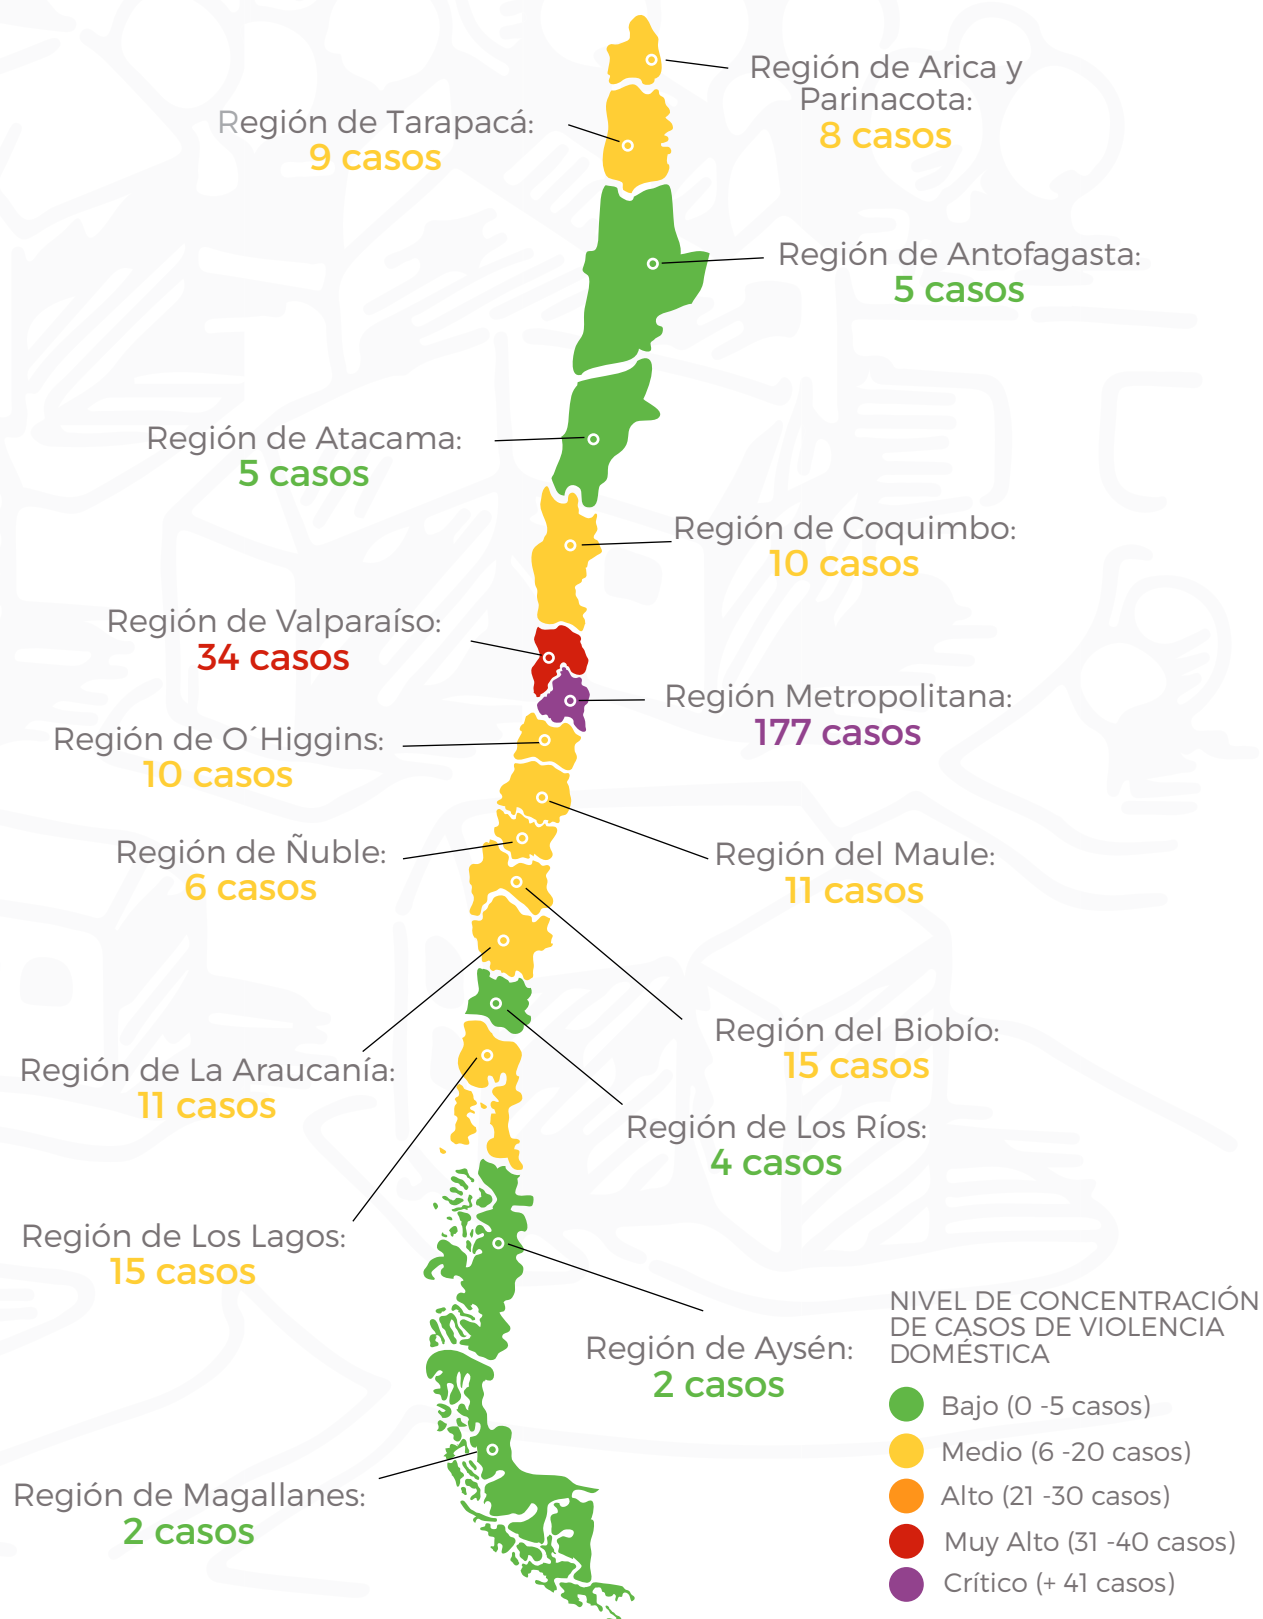 Región de Arica y
Parinacota:
8 casos
Región de Tarapacá:
9 casos
Región de Antofagasta:
5 casos
Región de Atacama:
5 casos
Región de Coquimbo:
10 casos
Región de Valparaíso:
34 casos
Región Metropolitana:
177 casos
Región de O´Higgins:
10 casos
Región de Ñuble:
6 casos
Región del Maule:
11 casos
Región del Biobío:
15 casos
Región de La Araucanía:
11 casos
Región de Los Ríos:
4 casos
Región de Los Lagos:
15 casos
Región de Aysén:
2 casos
Región de Magallanes:
2 casos
NIVEL DE CONCENTRACIÓN
DE CASOS DE VIOLENCIA
DOMÉSTICA
Bajo (0 -5 casos)
Medio (6 -20 casos)
Alto (21 -30 casos)
Muy Alto (31 -40 casos)
Crítico (+ 41 casos)